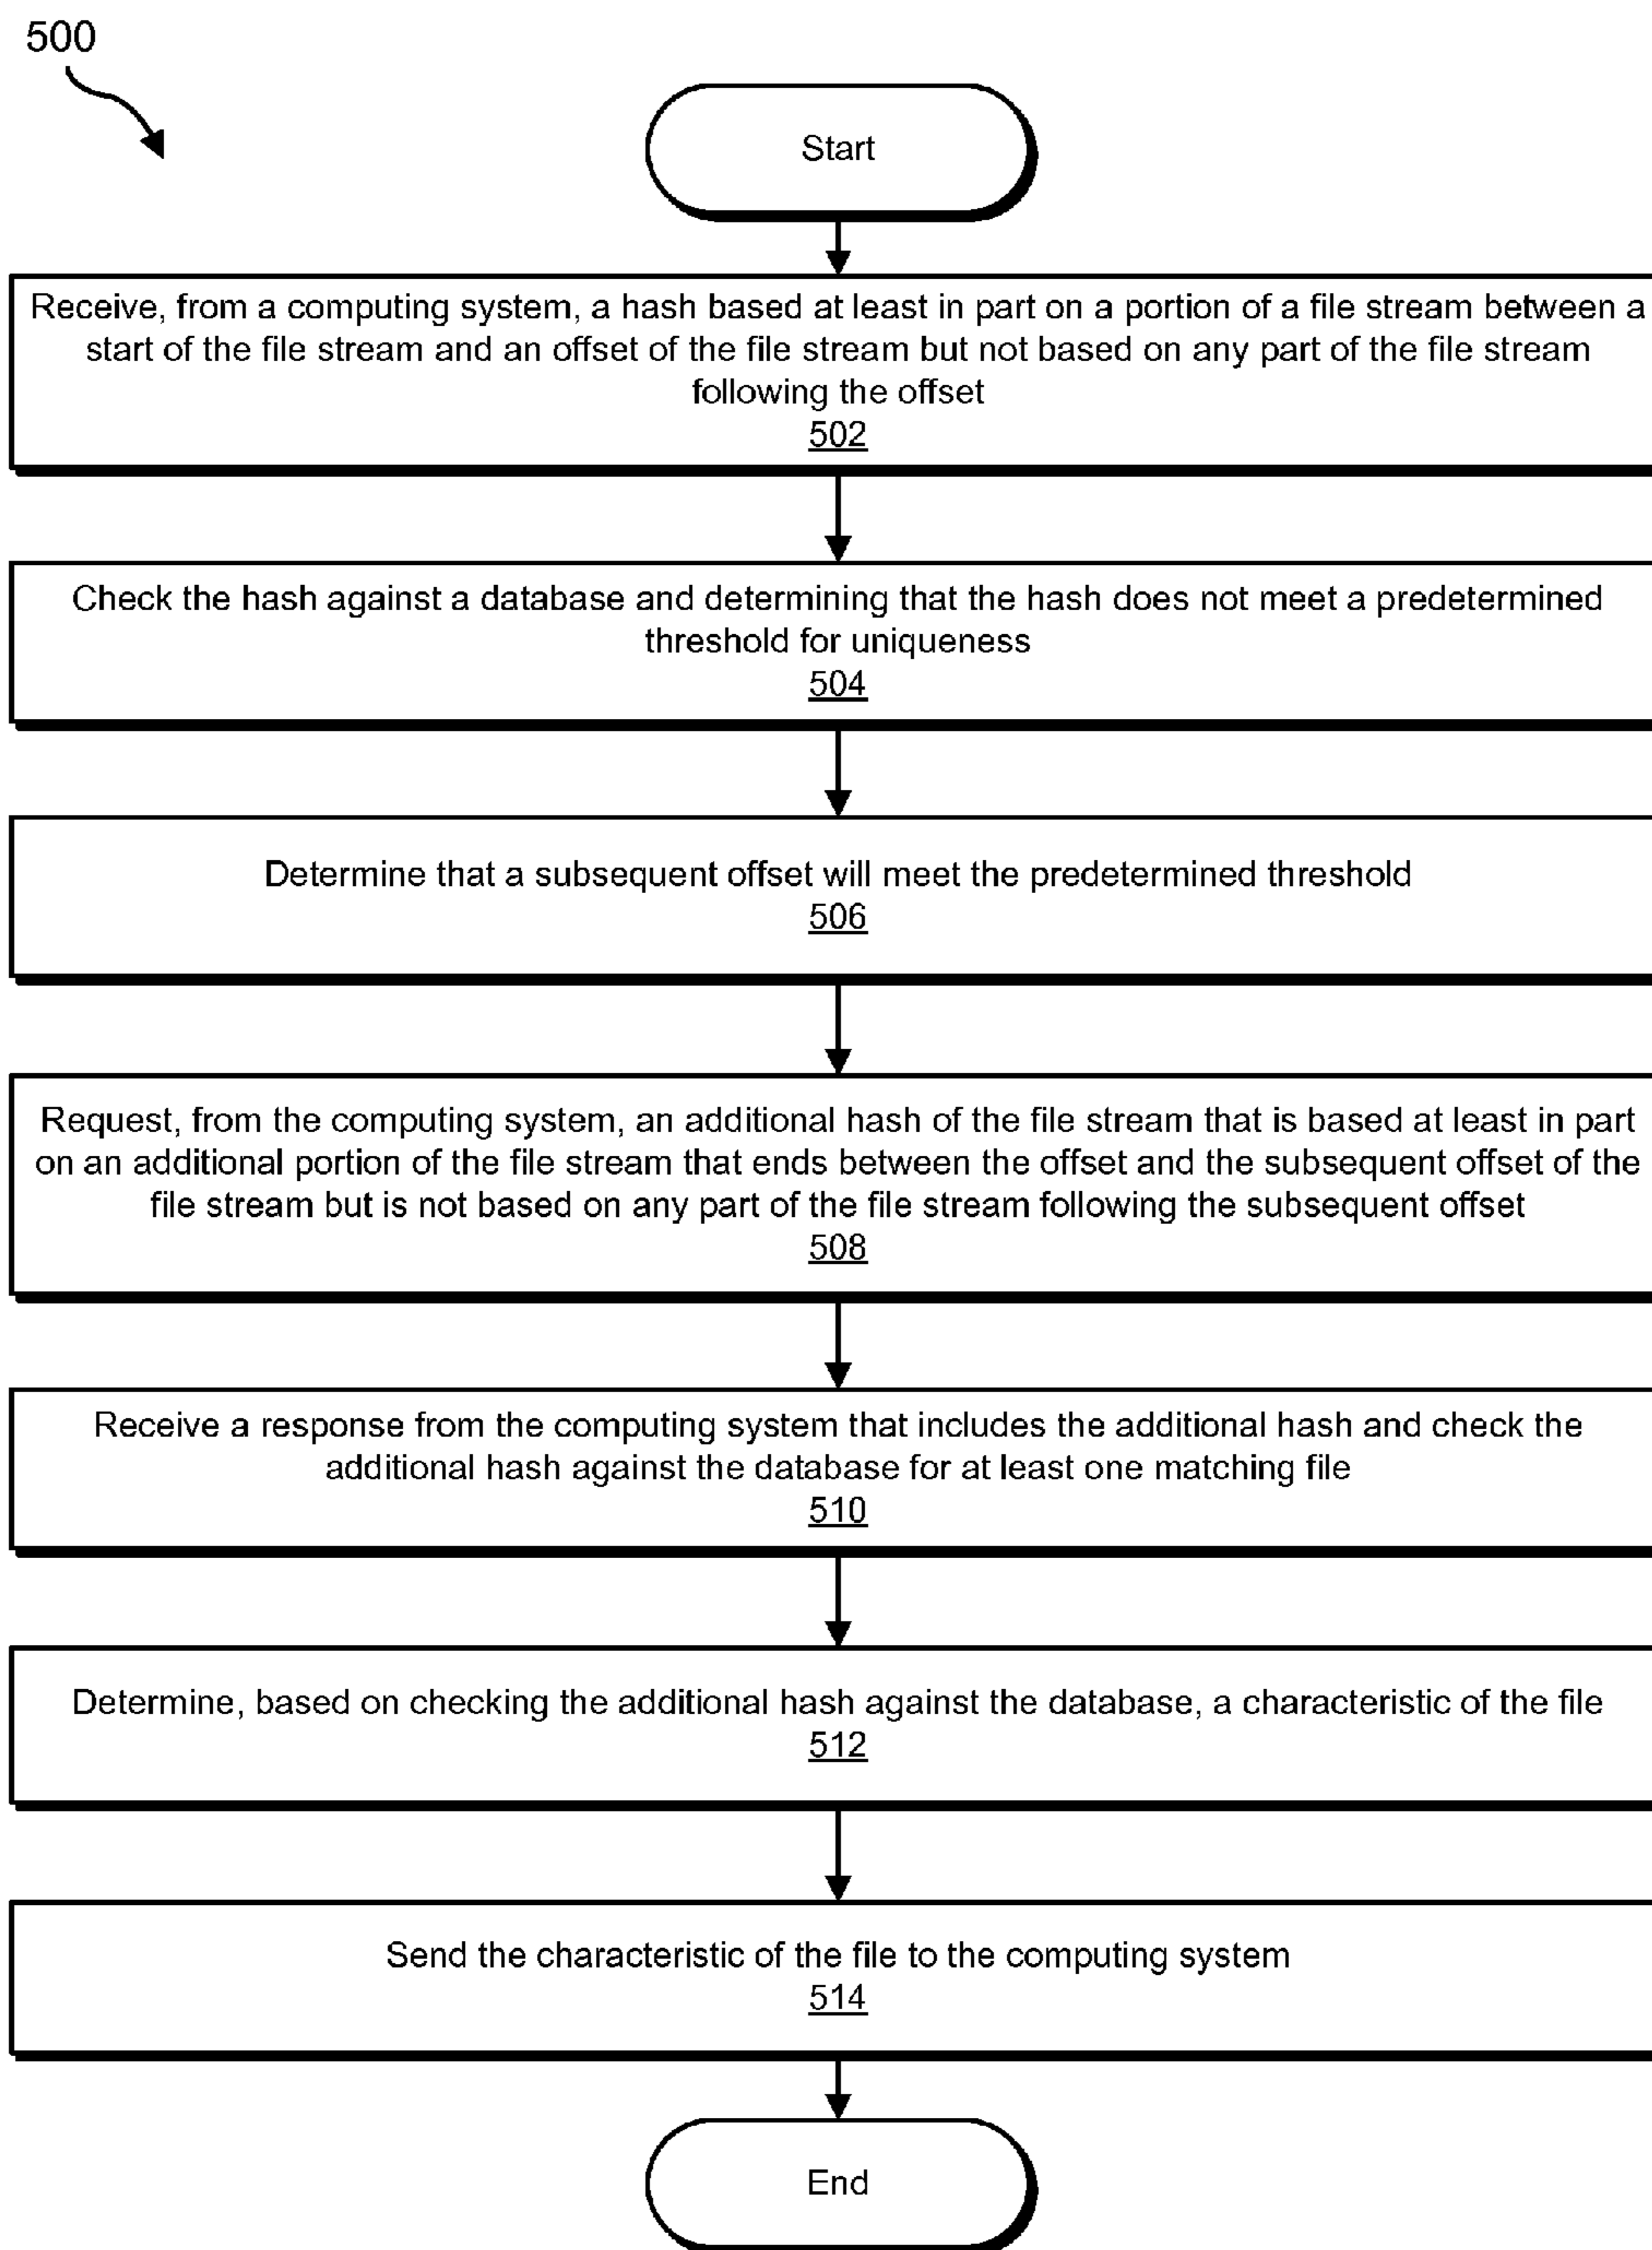 500
Start
Receive, from a computing system, a hash based at least in part on a portion of a file stream between a
start of the file stream and an offset of the file stream but not based on any part of the file stream
following the offset
502
Check the hash against a database and determining that the hash does not meet a predetermined
threshold for uniqueness
504
Determine that a subsequent offset will meet the predetermined threshold
506
Request, from the computing system, an additional hash of the file stream that is based at least in part
on an additional portion of the file stream that ends between the offset and the subsequent offset of the
file stream but is not based on any part of the file stream following the subsequent offset
508
Receive a response from the computing system that includes the additional hash and check the
additional hash against the database for at least one matching file
510
Determine, based on checking the additional hash against the database, a characteristic of the file
512
Send the characteristic of the file to the computing system
514
End